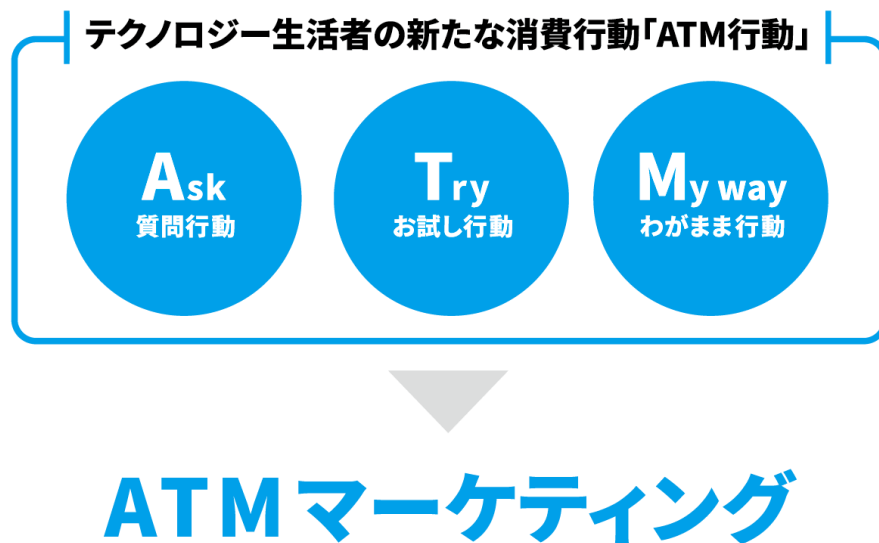 テクノロジー生活者の新たな消費行動「ATM行動」
Ask
質問行動
Try
お試し行動
My way
わがまま行動
ATMマーケティング